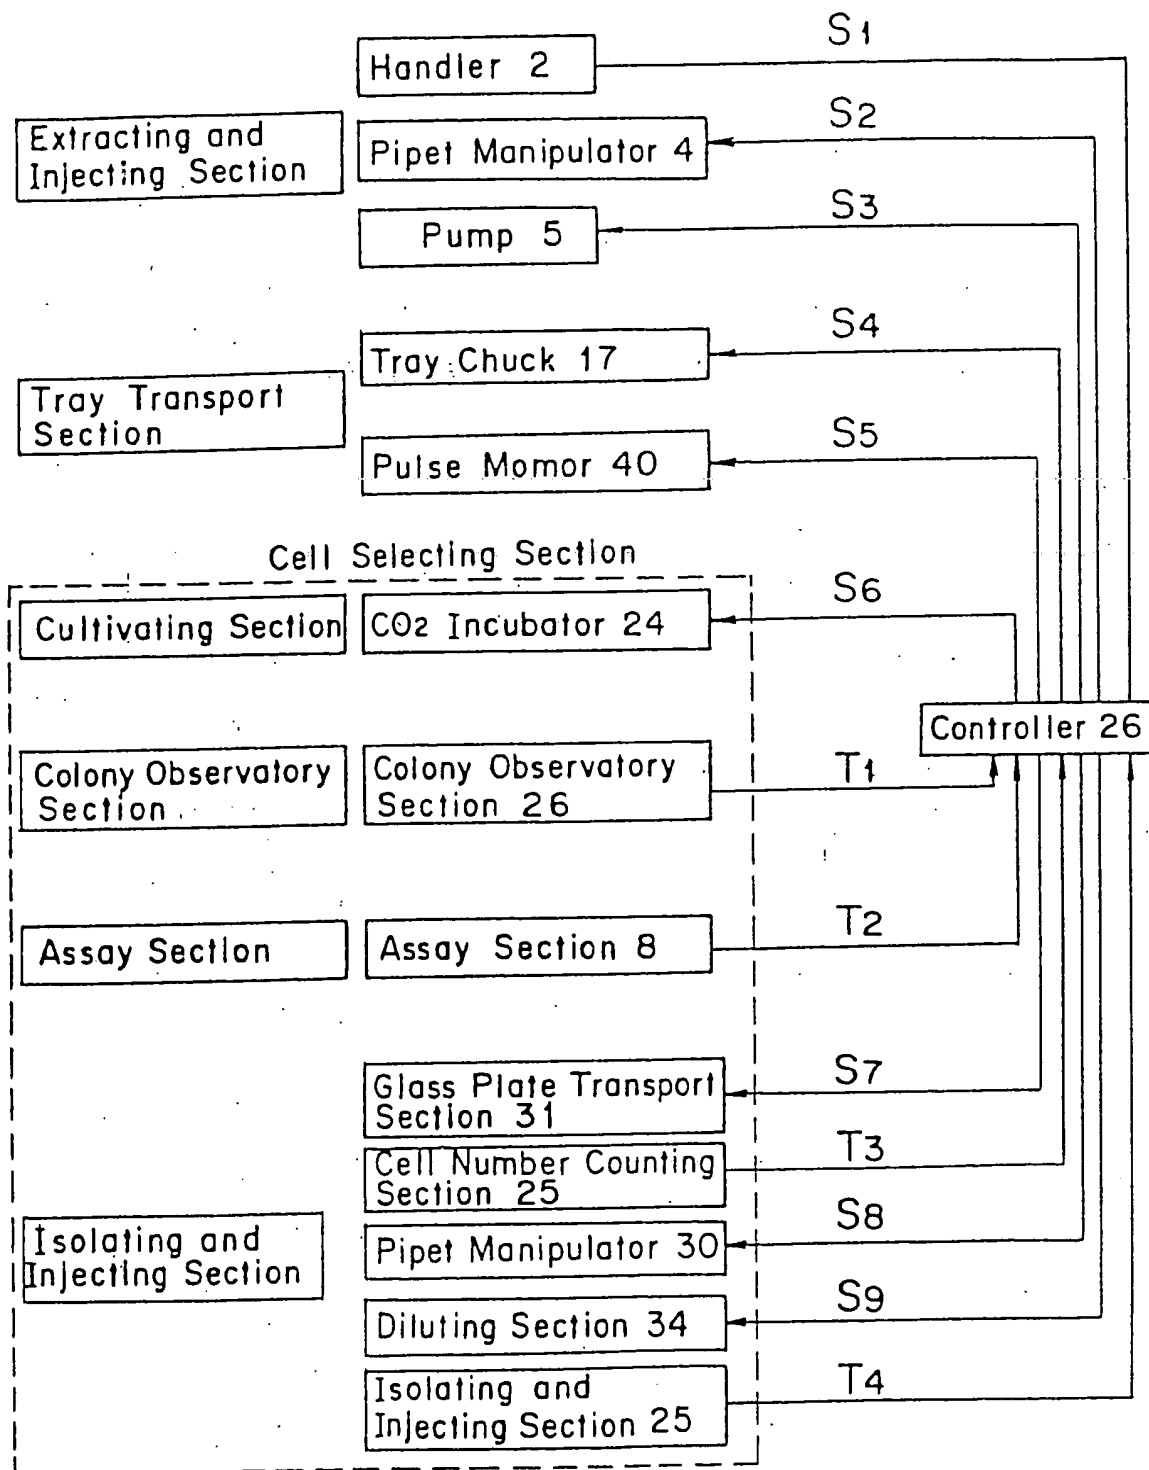 S1
Handler 2
S2
Extracting and
Injecting Section
Pipet Manipulator 4
S3
Pump 5
S4
Tray Chuck 17
Tray Transport
Section
S5
Pulse Momor 40
Cell Selecting Section
S6
Cultivating Section
CO2 Incubator 24
Controller 26
T1
Colony Observatory
Section
Colony Observatory
Section 26
T2
Assay Section
Assay Section 8
S7
Glass Plate Transport
Section 31
T3
Cell Number Counting
Section 25
S8
Isolating and
Injecting Section
Pipet Manipulator 30
S9
Diluting Section 34
T4
Isolating and
Injecting Section 25